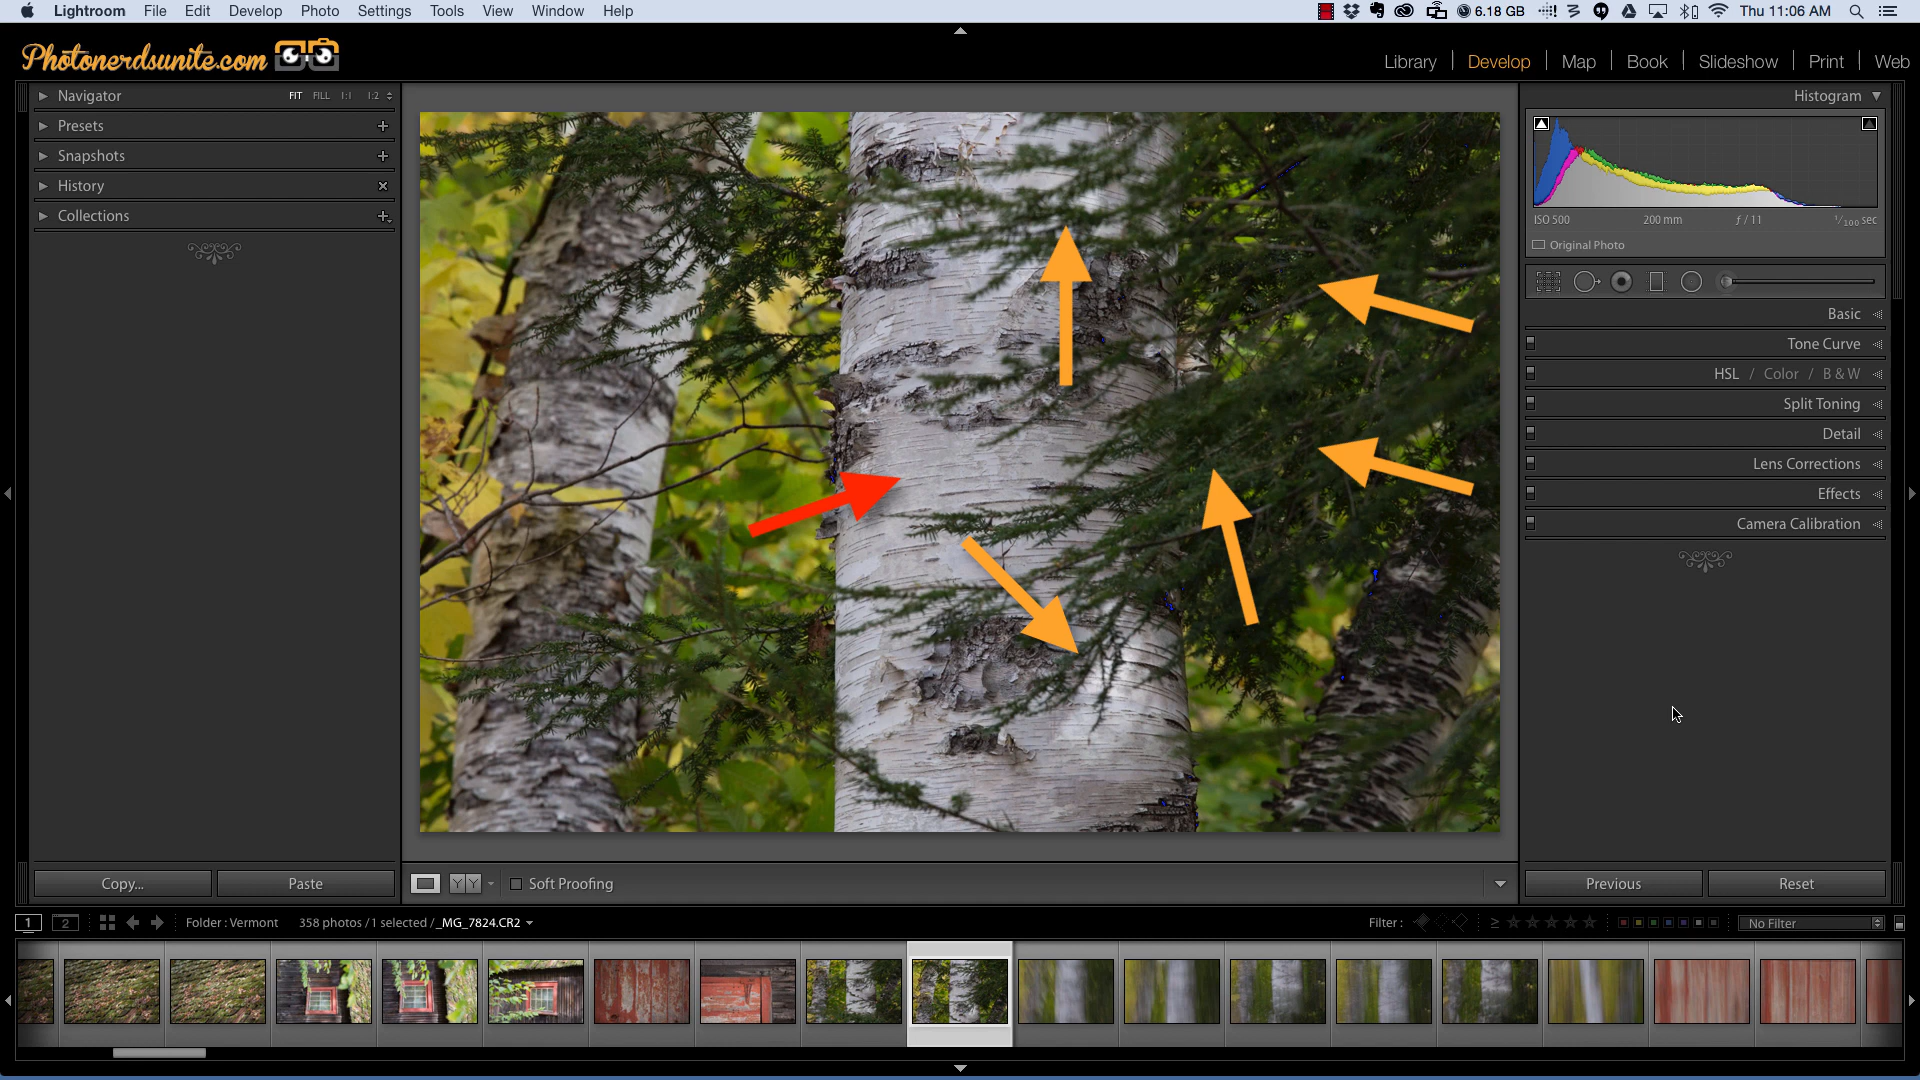 Lightroom File Edit Develop Photo Settings Tools View Window Help 6.18 GB Thu 11:06 AM
Photonerdsunite.com
Library Develop Map Book Slideshow Print Web
Navigator FIT FILL 1:1 1:2
Presets
Snapshots
History
Collections
Histogram
ISO 500 200 mm ƒ / 11 1/100 sec
Original Photo
Basic
Tone Curve
HSL / Color / B & W
Split Toning
Detail
Lens Corrections
Effects
Camera Calibration
Copy... Paste
YY Soft Proofing
Previous Reset
1 2 Folder : Vermont 358 photos / 1 selected / _MG_7824.CR2 Filter : ≥ No Filter